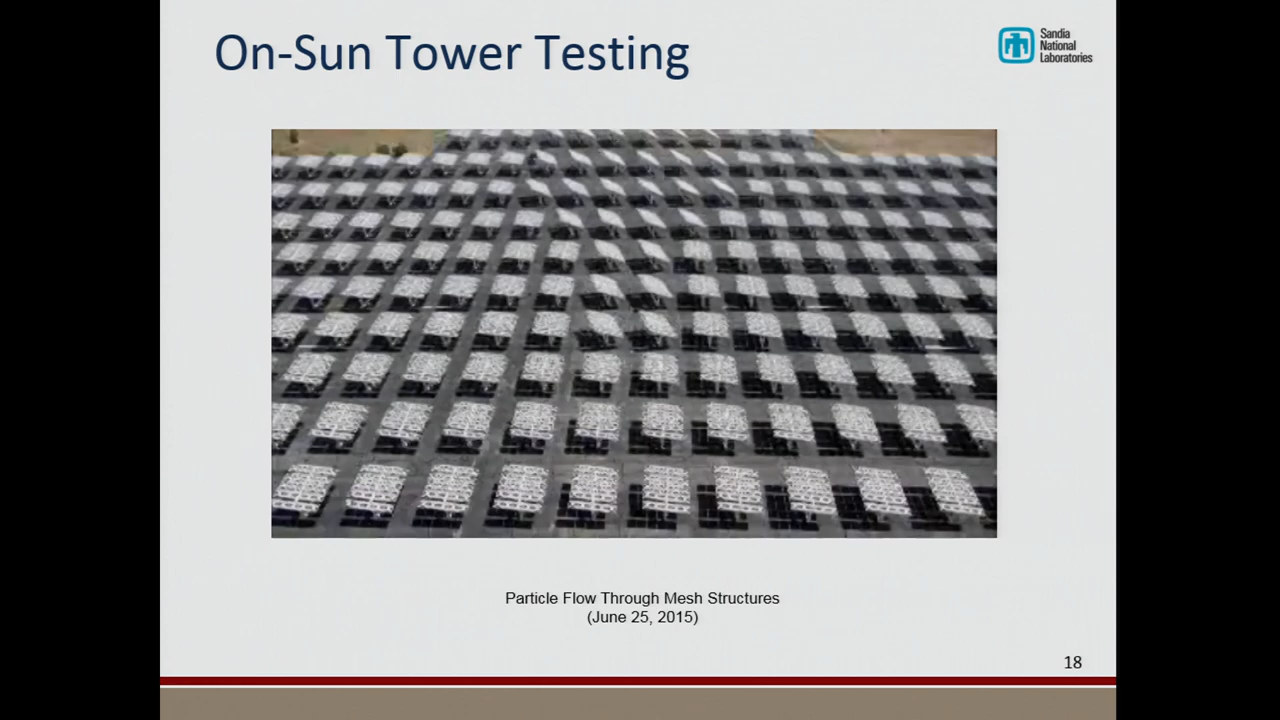 On-Sun Tower Testing
Sandia
National
Laboratories
Particle Flow Through Mesh Structures
(June 25, 2015)
18